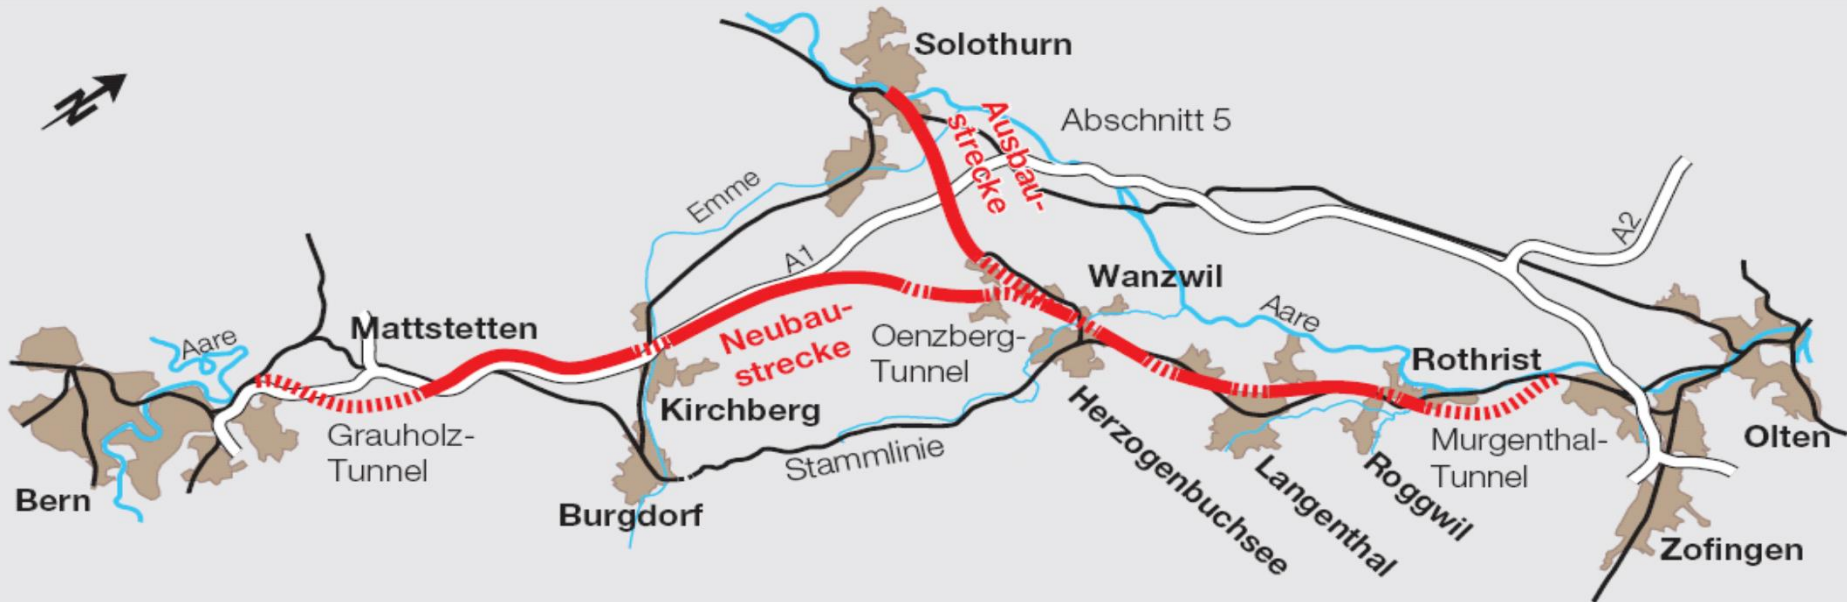 N
Solothurn
Ausbau-
strecke
Abschnitt 5
Emme
A1
A2
Wanzwil
Aare
Aare
Mattstetten
Neubau-
strecke
Oenzberg-
Tunnel
Rothrist
Kirchberg
Grauholz-
Tunnel
Stammlinie
Herzogenbuchsee
Langenthal
Roggwil
Murgenthal-
Tunnel
Olten
Bern
Burgdorf
Zofingen